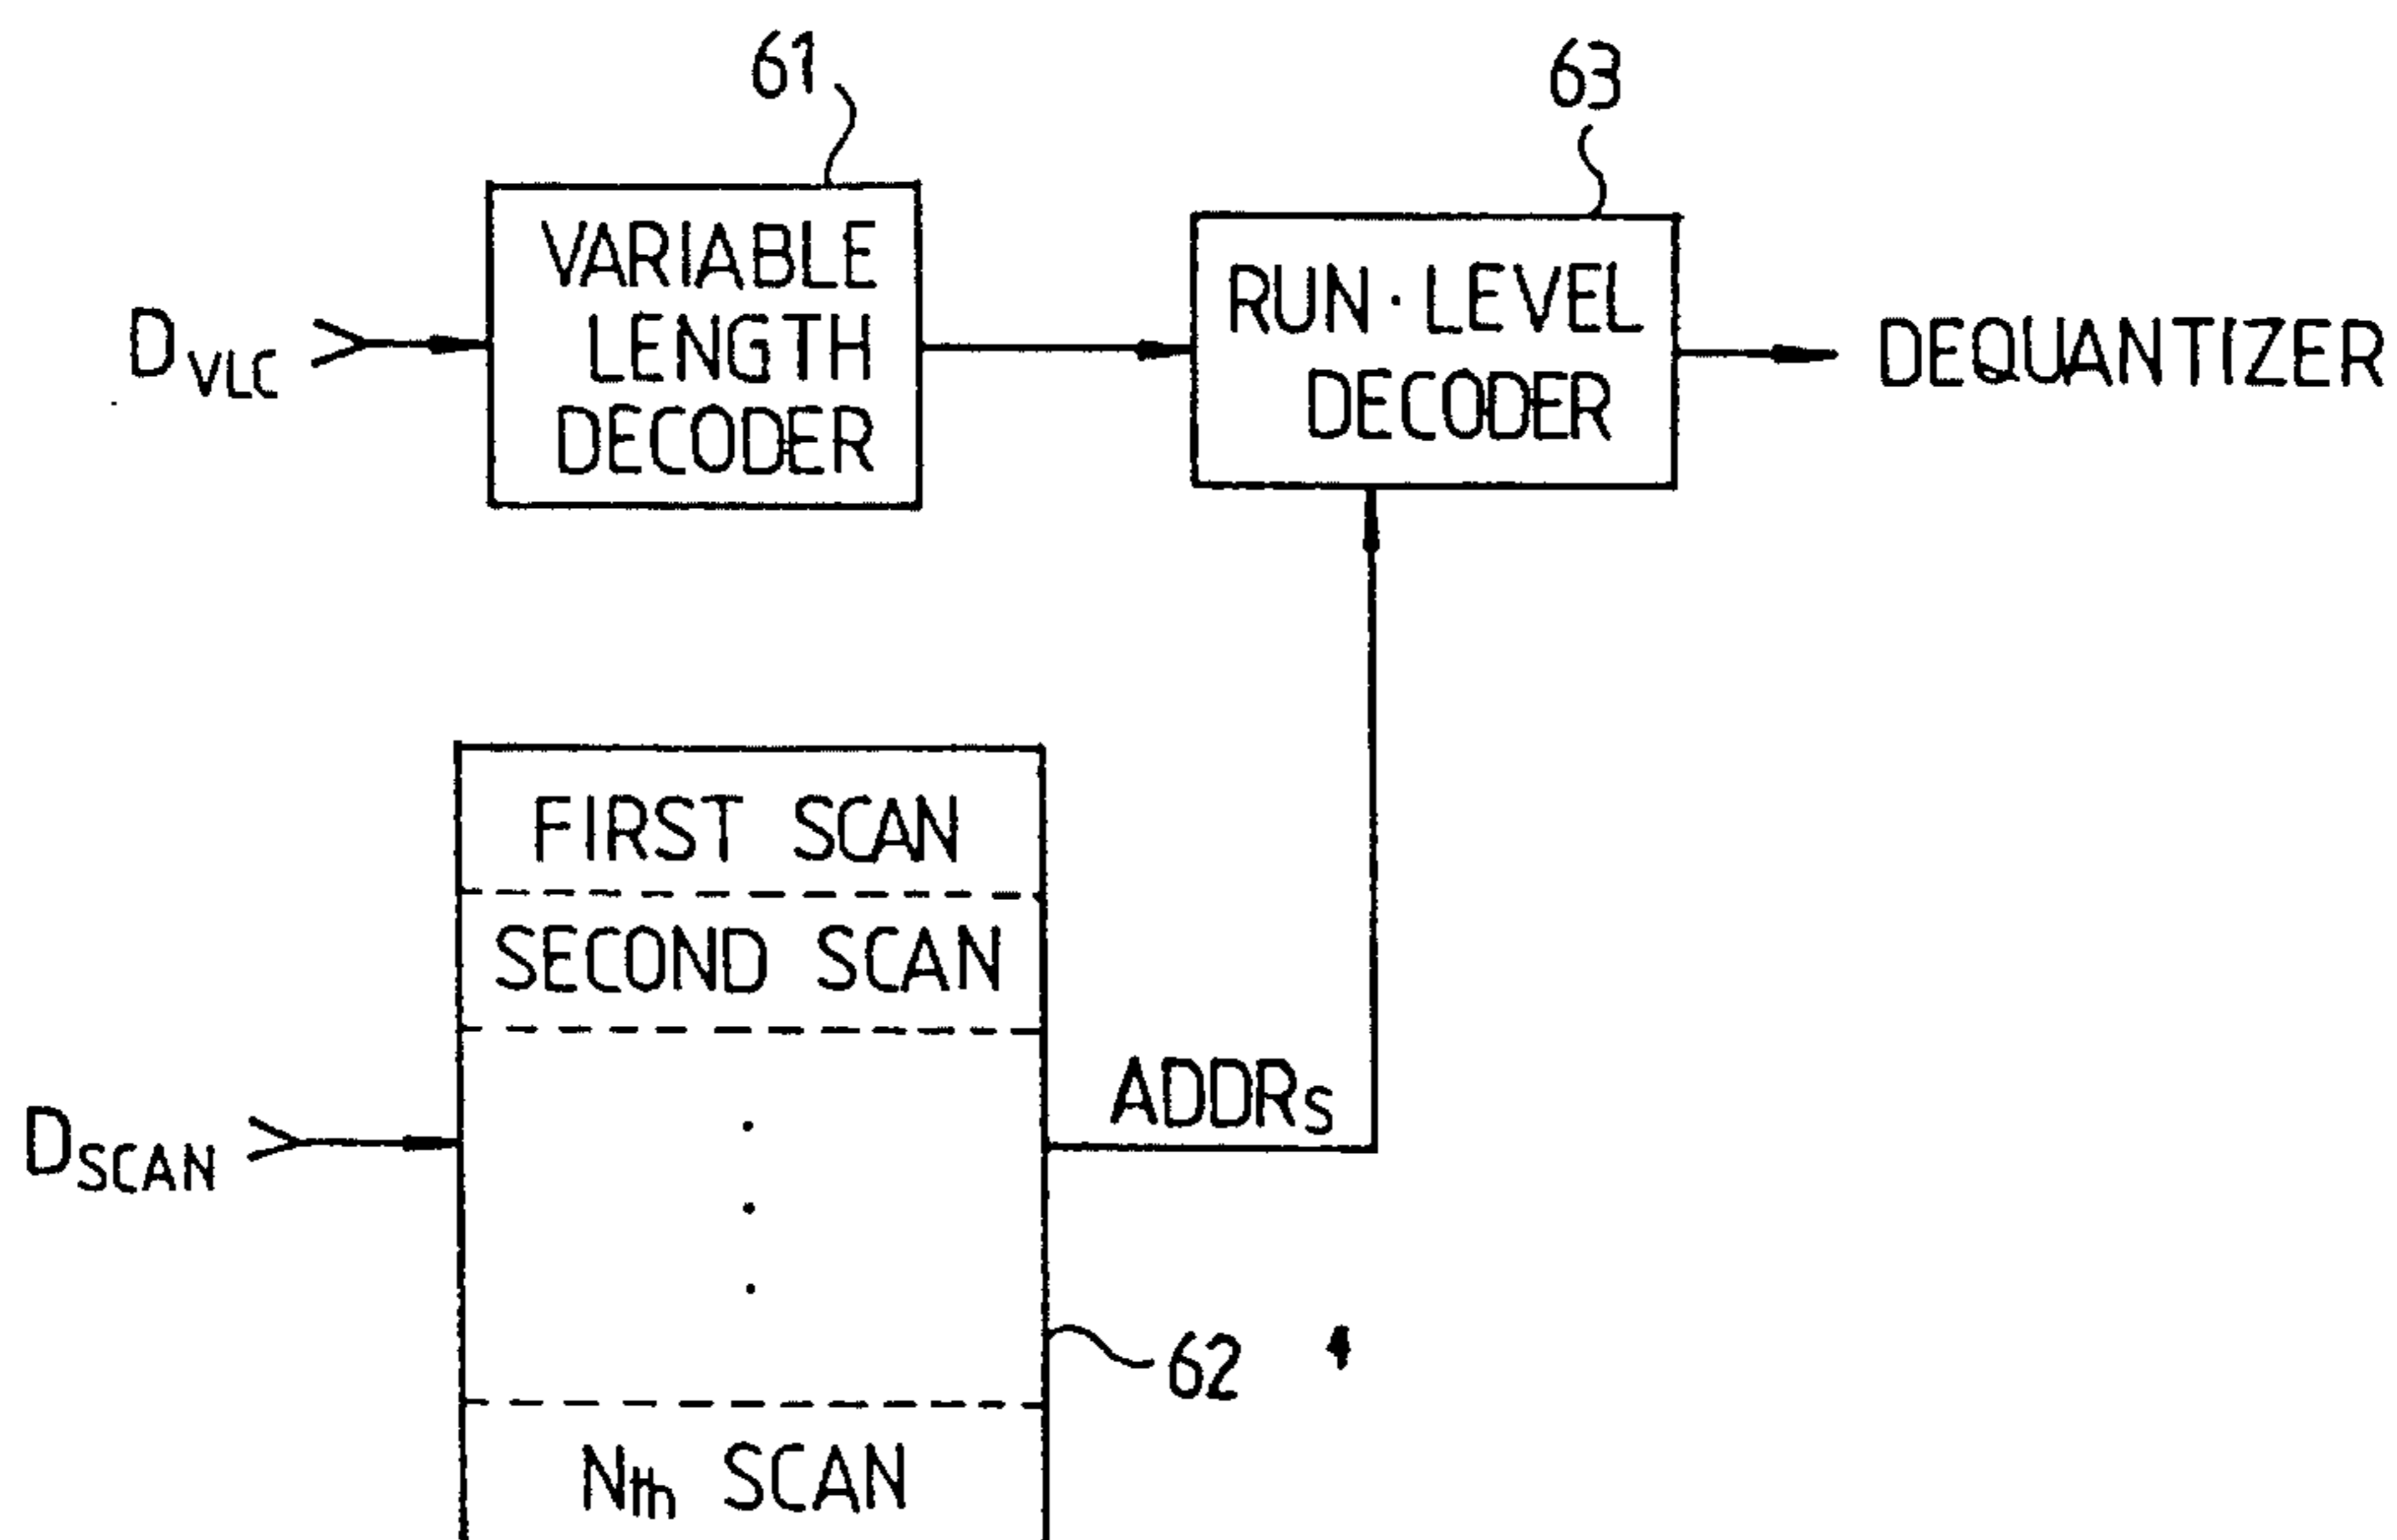 61
63
VARIABLE
LENGTH
DECODER
RUN·LEVEL
DECODER
DVLC
DEQUANTIZER
FIRST SCAN
SECOND SCAN
ADDRS
DSCAN
62
Nth SCAN